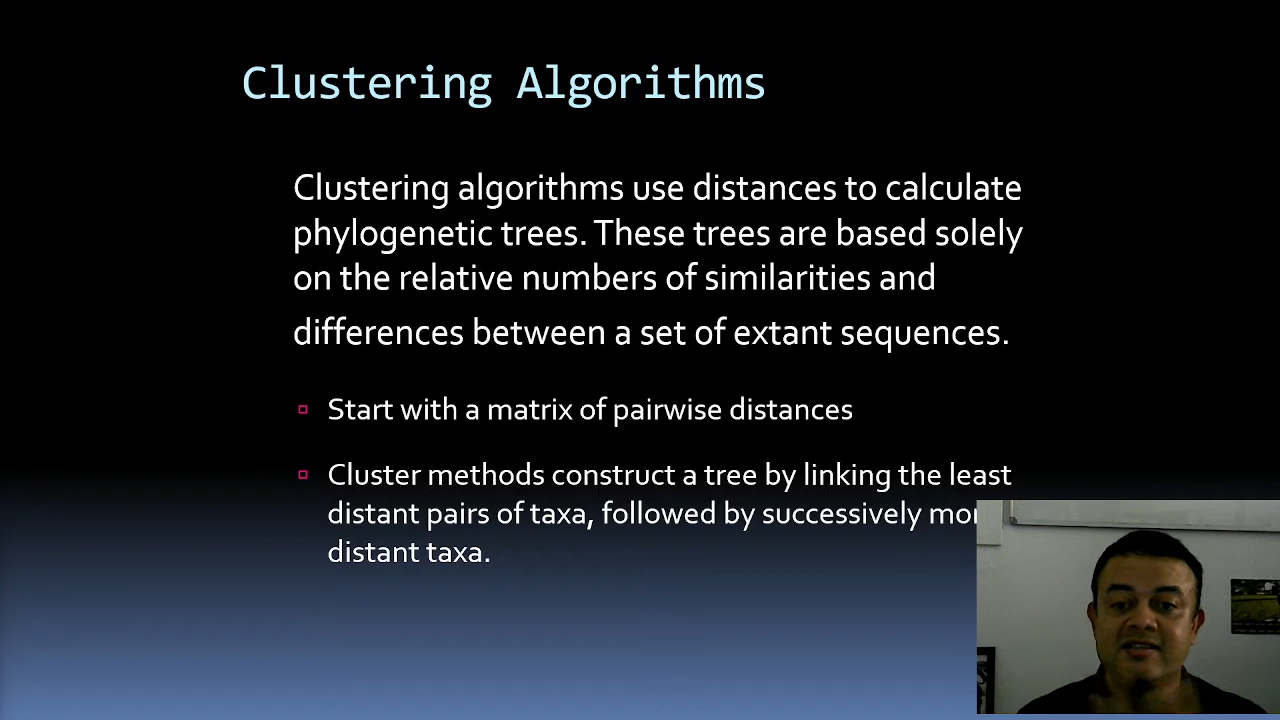 Clustering Algorithms
Clustering algorithms use distances to calculate
phylogenetic trees. These trees are based solely
on the relative numbers of similarities and
differences between a set of extant sequences.
Start with a matrix of pairwise distances
Cluster methods construct a tree by linking the least
distant pairs of taxa, followed by successively
distant taxa.